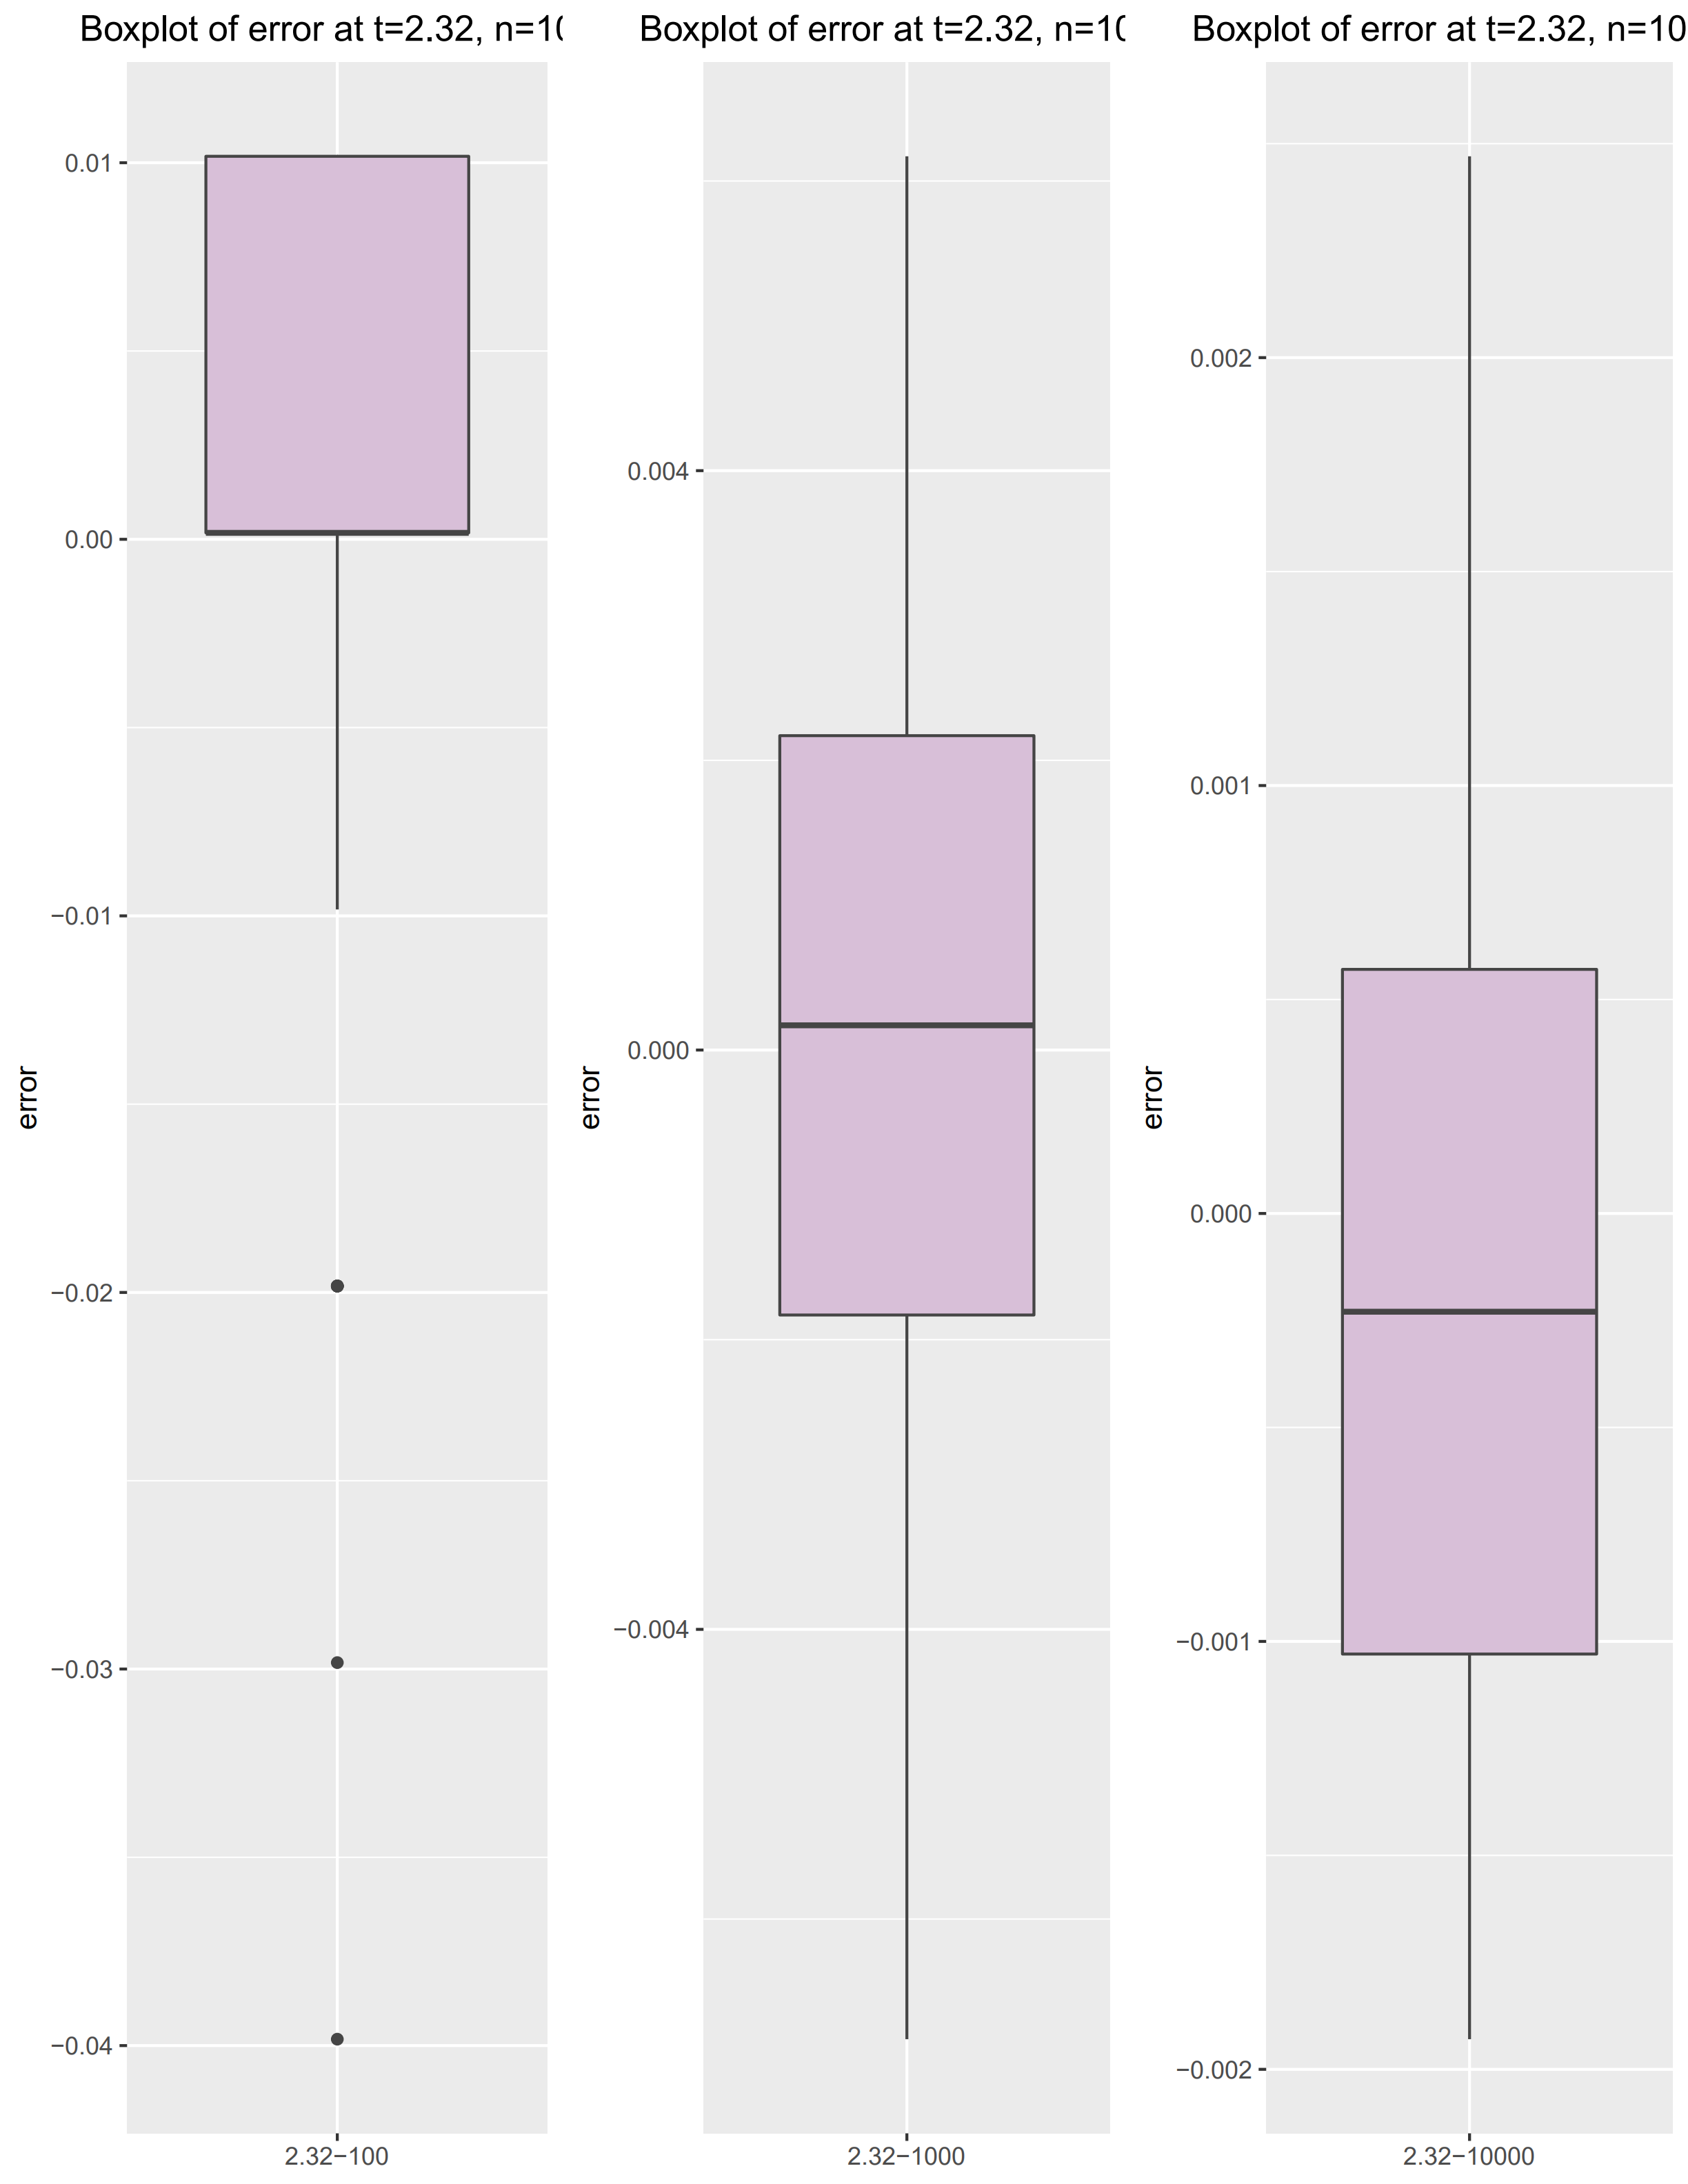 Boxplot of error at t=2.32, n=10
Boxplot of error at t=2.32, n=10
Boxplot of error at t=2.32, n=10
error
0.01
0.00
−0.01
−0.02
−0.03
−0.04
2.32−100
error
0.004
0.000
−0.004
2.32−1000
error
0.002
0.001
0.000
−0.001
−0.002
2.32−10000